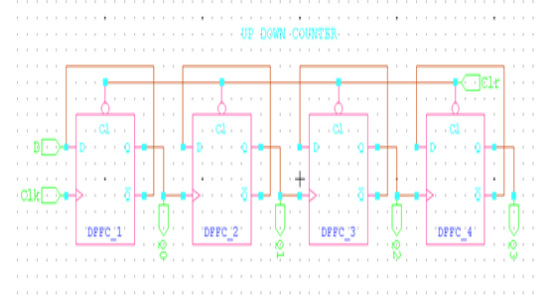 UP DOWN COUNTER
Clr
Cl Cl Cl Cl
D D Q D Q D Q D Q
Clk Q Q Q Q
DFFC_1 DFFC_2 DFFC_3 DFFC_4
Q0 Q1 Q2 Q3